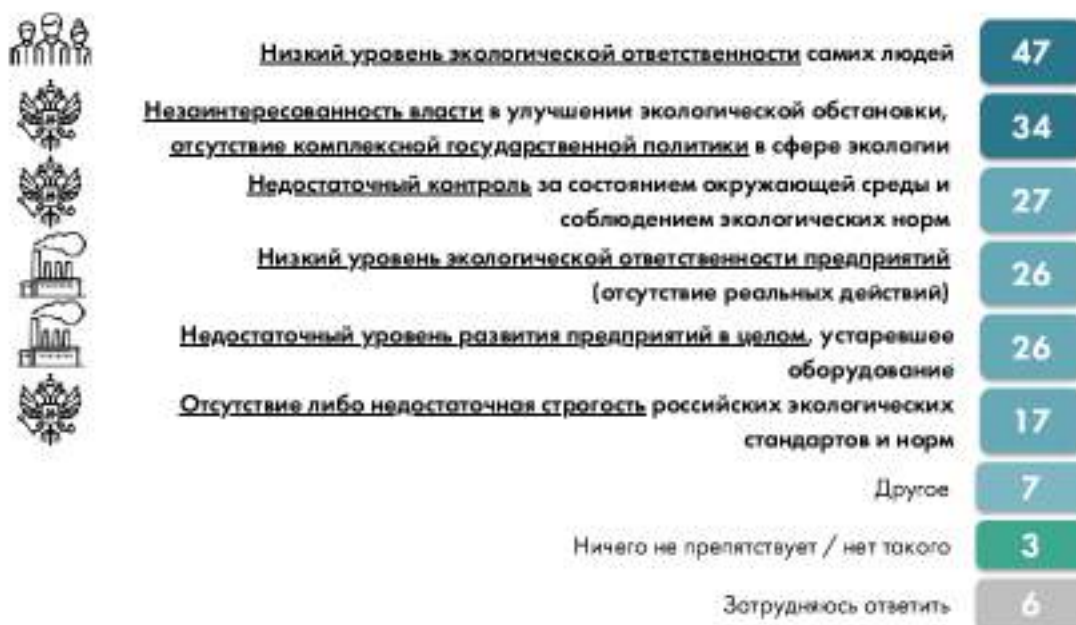 Низкий уровень экологической ответственности самих людей 47
Незаинтересованность власти в улучшении экологической обстановки,
отсутствие комплексной государственной политики в сфере экологии 34
Недостаточный контроль за состоянием окружающей среды и
соблюдением экологических норм 27
Низкий уровень экологической ответственности предприятий
(отсутствие реальных действий) 26
Недостаточный уровень развития предприятий в целом, устаревшее
оборудование 26
Отсутствие либо недостаточная строгость российских экологических
стандартов и норм 17
Другое 7
Ничего не препятствует / нет такого 3
Затрудняюсь ответить 6